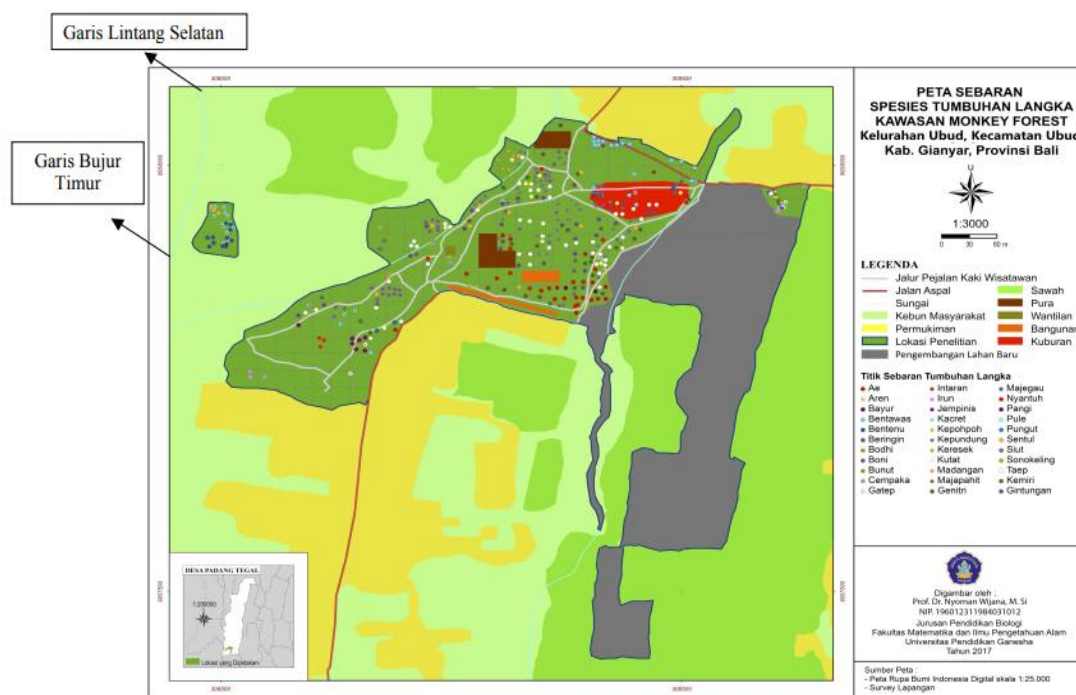 Garis Lintang Selatan
Garis Bujur
Timur
PETA SEBARAN
SPESIES TUMBUHAN LANGKA
KAWASAN MONKEY FOREST
Kelurahan Ubud, Kecamatan Ubud
Kab. Gianyar, Provinsi Bali
U
1:3000
0 30 60 m
LEGENDA
Jalur Pejalan Kaki Wisatawan
Jalan Aspal
Sungai
Kebun Masyarakat
Permukiman
Lokasi Penelitian
Pengembangan Lahan Baru
Sawah
Pura
Wantilan
Bangunan
Kuburan
Titik Sebaran Tumbuhan Langka
Ae
Aren
Bayur
Bentawas
Bentenu
Beringin
Bodhi
Boni
Bunut
Cempaka
Gatep
Intaran
Irun
Jempinis
Kacret
Kepohpoh
Kepundung
Keresek
Kutat
Madangan
Majapahit
Genitri
Majegau
Nyantuh
Pangi
Pule
Pungut
Sentul
Siut
Sonokeling
Taep
Kemiri
Gintungan
DESA PADANG TEGAL
Digambar oleh :
Prof. Dr. Nyoman Wijana, M. Si
NIP. 196012311984031012
Jurusan Pendidikan Biologi
Fakultas Matematika dan Ilmu Pengetahuan Alam
Universitas Pendidikan Ganesha
Tahun 2017
Sumber Peta :
- Peta Rupa Bumi Indonesia Digital skala 1:25.000
- Survey Lapangan